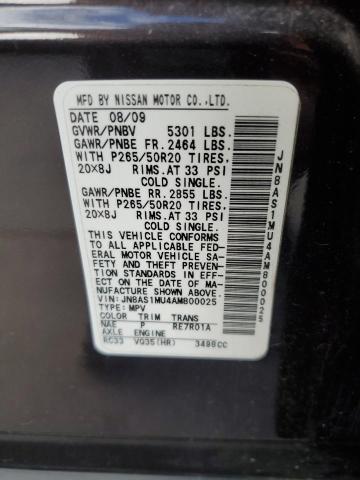 MFD BY NISSAN MOTOR CO.,LTD.
DATE 08/09
GVWR/PNBV 5301 LBS.
GAWR/PNBE FR. 2464 LBS.
WITH P265/50R20 TIRES.
20×8J RIMS.AT 33 PSI
COLD SINGLE.
GAWR/PNBE RR. 2855 LBS.
WITH P265/50R20 TIRES.
20×8J RIMS.AT 33 PSI
COLD SINGLE.
THIS VEHICLE CONFORMS
TO ALL APPLICABLE FED-
ERAL MOTOR VEHICLE SA-
FETY AND THEFT PREVEN-
TION STANDARDS IN EFF-
ECT ON THE DATE OF MA-
NUFACTURE SHOWN ABOVE.
VIN: JN8AS1MU4AM800025
TYPE: MPV
COLOR TRIM TRANS
NAE P RE7R01A
AXLE ENGINE
RC33 VQ35(HR) 3498CC
JN8AS1MU4AM800025